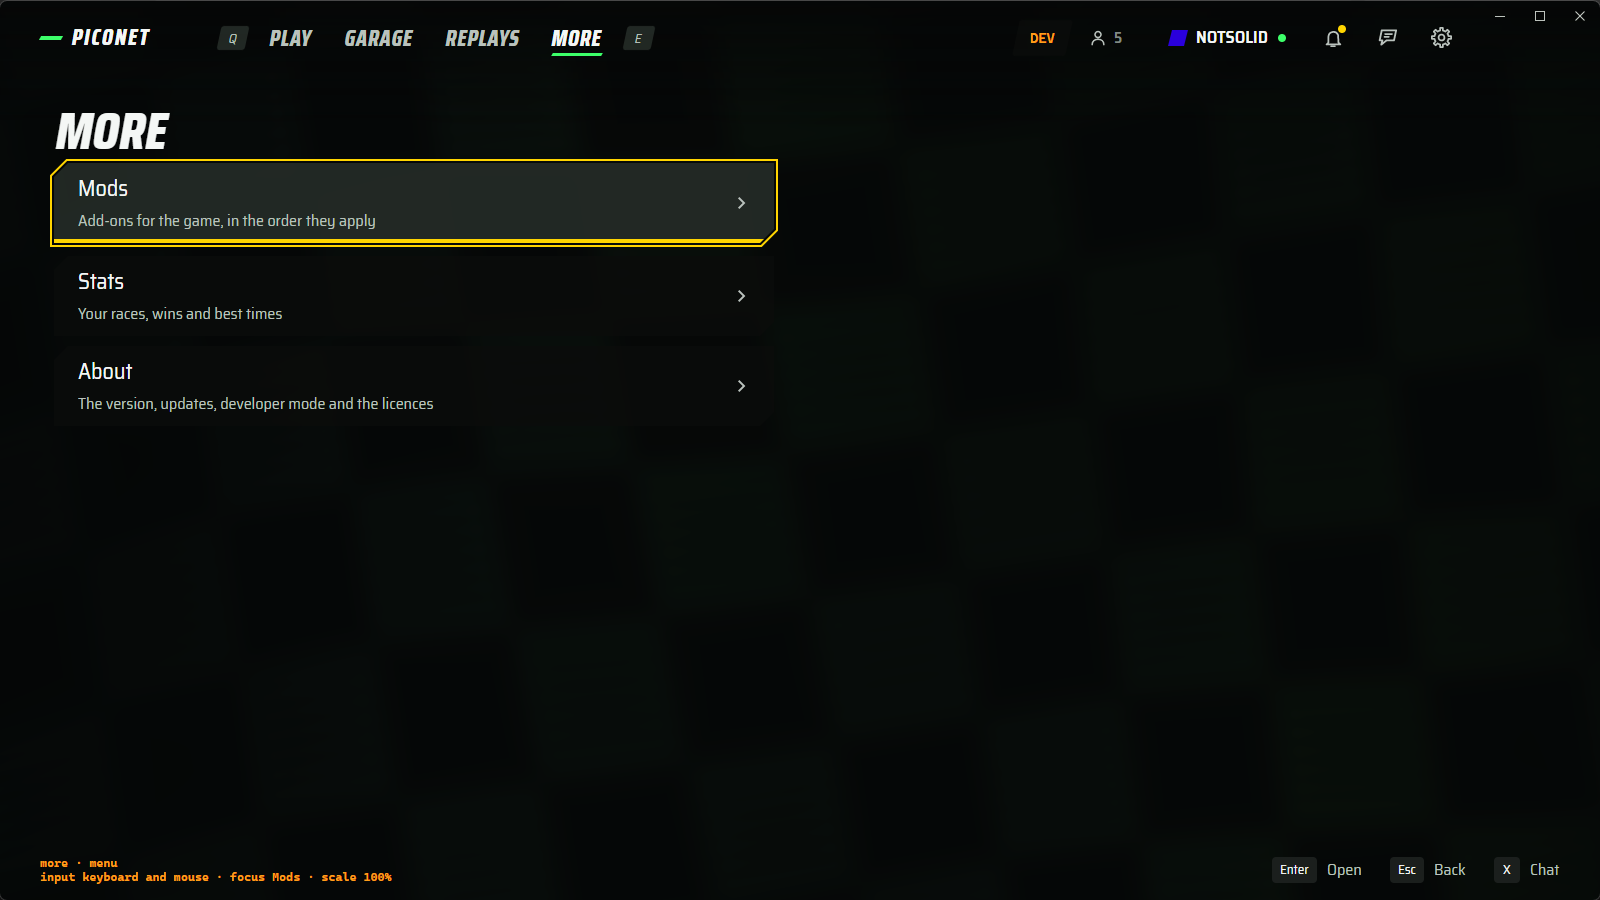 PICONET
Q PLAY GARAGE REPLAYS MORE E
DEV 5 NOTSOLID
MORE
Mods
Add-ons for the game, in the order they apply
Stats
Your races, wins and best times
About
The version, updates, developer mode and the licences
more · menu
input keyboard and mouse · focus Mods · scale 100%
Enter Open Esc Back X Chat